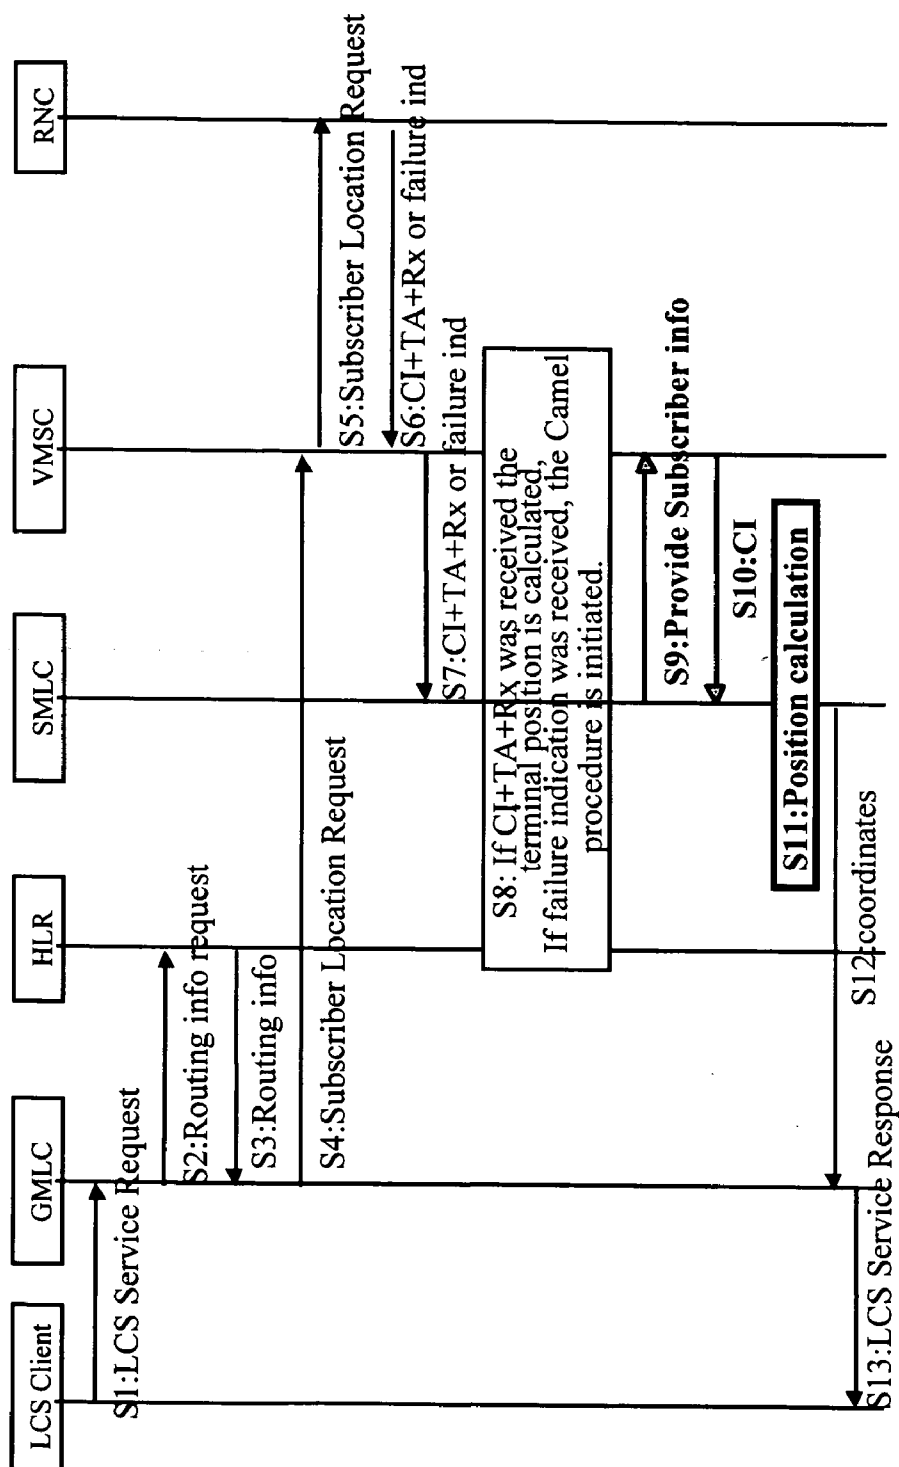 LCS Client
GMLC
HLR
SMLC
VMSC
RNC
S1:LCS Service Request
S2:Routing info request
S3:Routing info
S4:Subscriber Location Request
S5:Subscriber Location Request
S6:CI+TA+Rx or failure ind
S7:CI+TA+Rx or failure ind
S8: If CI+TA+Rx was received the
terminal position is calculated,
If failure indication was received, the Camel
procedure is initiated.
S9:Provide Subscriber info
S10:CI
S11:Position calculation
S12:coordinates
S13:LCS Service Response